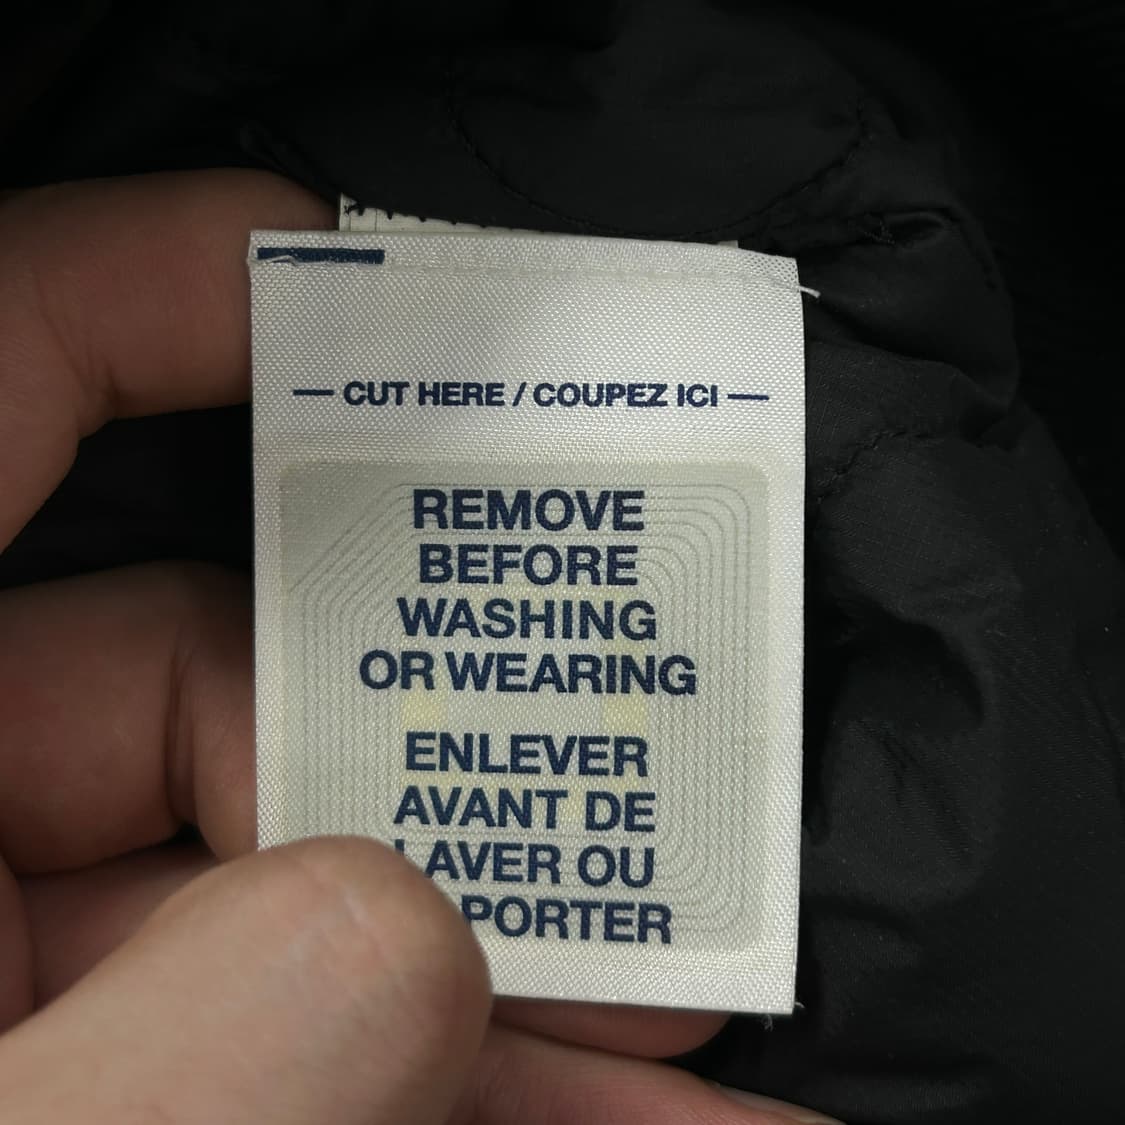 — CUT HERE / COUPEZ ICI —
REMOVE
BEFORE
WASHING
OR WEARING
ENLEVER
AVANT DE
LAVER OU
PORTER